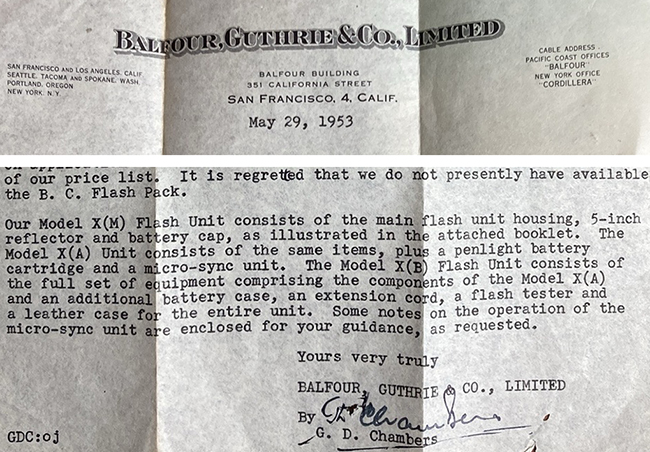 BALFOUR, GUTHRIE & CO., LIMITED
SAN FRANCISCO AND LOS ANGELES, CALIF.
SEATTLE, TACOMA AND SPOKANE, WASH.
PORTLAND, OREGON
NEW YORK, N.Y.
BALFOUR BUILDING
351 CALIFORNIA STREET
SAN FRANCISCO, 4, CALIF.
CABLE ADDRESS
PACIFIC COAST OFFICES
"BALFOUR"
NEW YORK OFFICE
"CORDILLERA"
May 29, 1953
of our price list. It is regretted that we do not presently have available
the B. C. Flash Pack.
Our Model X(M) Flash Unit consists of the main flash unit housing, 5-inch
reflector and battery cap, as illustrated in the attached booklet. The
Model X(A) Unit consists of the same items, plus a penlight battery
cartridge and a micro-sync unit. The Model X(B) Flash Unit consists of
the full set of equipment comprising the components of the Model X(A)
and an additional battery case, an extension cord, a flash tester and
a leather case for the entire unit. Some notes on the operation of the
micro-sync unit are enclosed for your guidance, as requested.
Yours very truly
BALFOUR, GUTHRIE & CO., LIMITED
By G D Chambers
G. D. Chambers
GDC:oj